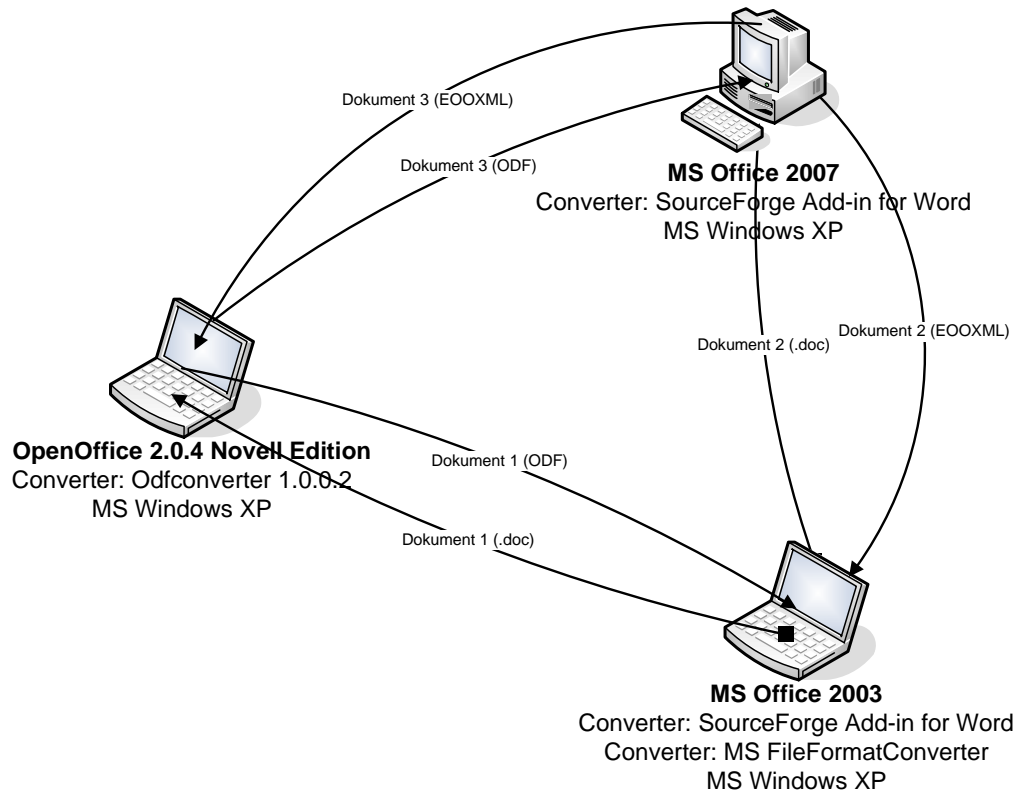 Dokument 3 (EOOXML)
Dokument 3 (ODF)
MS Office 2007
Converter: SourceForge Add-in for Word
MS Windows XP
Dokument 2 (.doc)
Dokument 2 (EOOXML)
OpenOffice 2.0.4 Novell Edition
Converter: Odfconverter 1.0.0.2
MS Windows XP
Dokument 1 (ODF)
Dokument 1 (.doc)
MS Office 2003
Converter: SourceForge Add-in for Word
Converter: MS FileFormatConverter
MS Windows XP